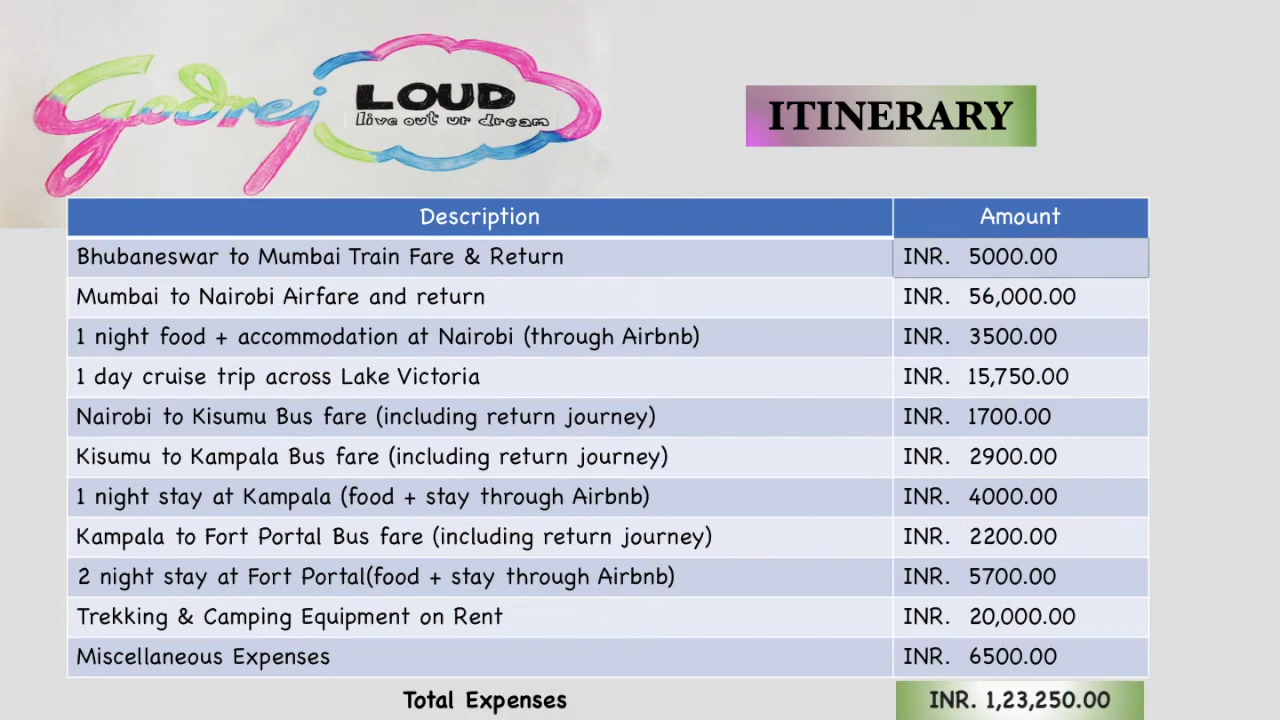 Godrej
LOUD
live out ur dream
ITINERARY
Description Amount
Bhubaneswar to Mumbai Train Fare & Return INR. 5000.00
Mumbai to Nairobi Airfare and return INR. 56,000.00
1 night food + accommodation at Nairobi (through Airbnb) INR. 3500.00
1 day cruise trip across Lake Victoria INR. 15,750.00
Nairobi to Kisumu Bus fare (including return journey) INR. 1700.00
Kisumu to Kampala Bus fare (including return journey) INR. 2900.00
1 night stay at Kampala (food + stay through Airbnb) INR. 4000.00
Kampala to Fort Portal Bus fare (including return journey) INR. 2200.00
2 night stay at Fort Portal(food + stay through Airbnb) INR. 5700.00
Trekking & Camping Equipment on Rent INR. 20,000.00
Miscellaneous Expenses INR. 6500.00
Total Expenses INR. 1,23,250.00